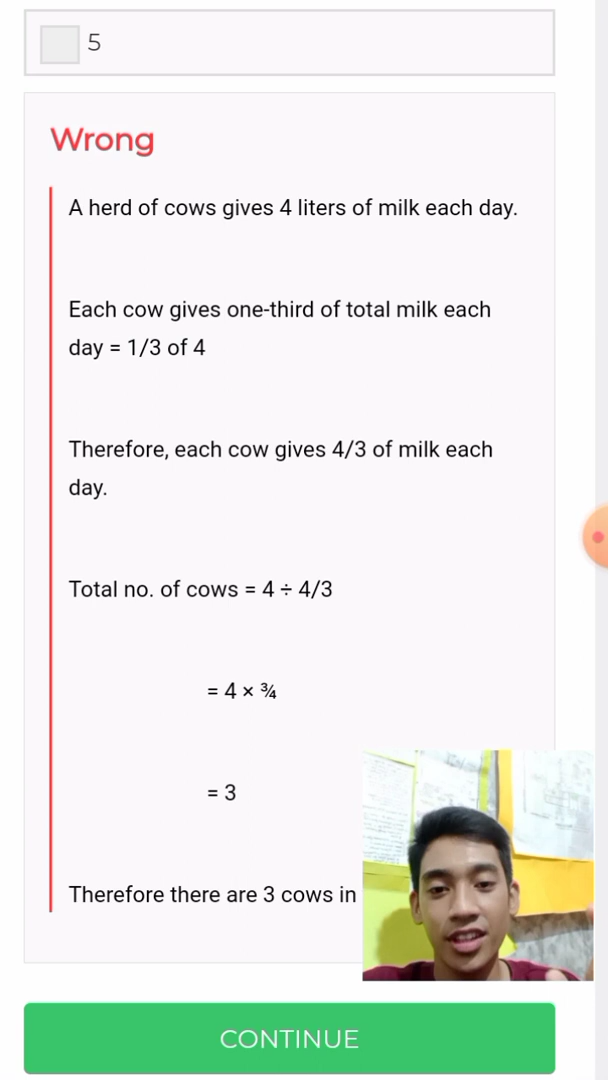 5
Wrong
A herd of cows gives 4 liters of milk each day.
Each cow gives one-third of total milk each
day = 1/3 of 4
Therefore, each cow gives 4/3 of milk each
day.
Total no. of cows = 4 ÷ 4/3
= 4 × ¾
= 3
Therefore there are 3 cows in
CONTINUE